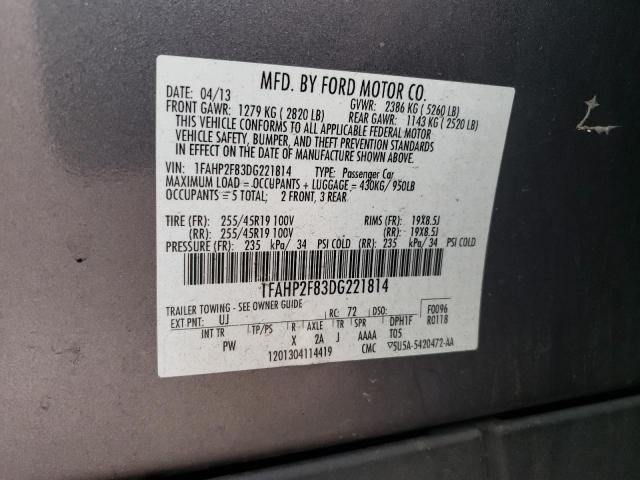 MFD. BY FORD MOTOR CO.
DATE: 04/13 GVWR: 2386 KG ( 5260 LB)
FRONT GAWR: 1279 KG ( 2820 LB) REAR GAWR: 1143 KG ( 2520 LB)
THIS VEHICLE CONFORMS TO ALL APPLICABLE FEDERAL MOTOR
VEHICLE SAFETY, BUMPER, AND THEFT PREVENTION STANDARDS
IN EFFECT ON THE DATE OF MANUFACTURE SHOWN ABOVE.
VIN: 1FAHP2F83DG221814 TYPE: Passenger Car
MAXIMUM LOAD = OCCUPANTS + LUGGAGE = 430KG/ 950LB
OCCUPANTS = 5 TOTAL; 2 FRONT, 3 REAR
TIRE (FR): 255/45R19 100V RIMS (FR): 19X8.5J
(RR): 255/45R19 100V (RR): 19X8.5J
PRESSURE (FR): 235 kPa/ 34 PSI COLD (RR): 235 kPa/ 34 PSI COLD
1FAHP2F83DG221814
TRAILER TOWING - SEE OWNER GUIDE
EXT PNT: UJ RC: 72 DSO: F0096
INT TR TP/PS R AXLE TR SPR DPH1F R0118
PW X 2A J AAAA T05
1201304114419 CMC ▽5U5A-5420472-AA